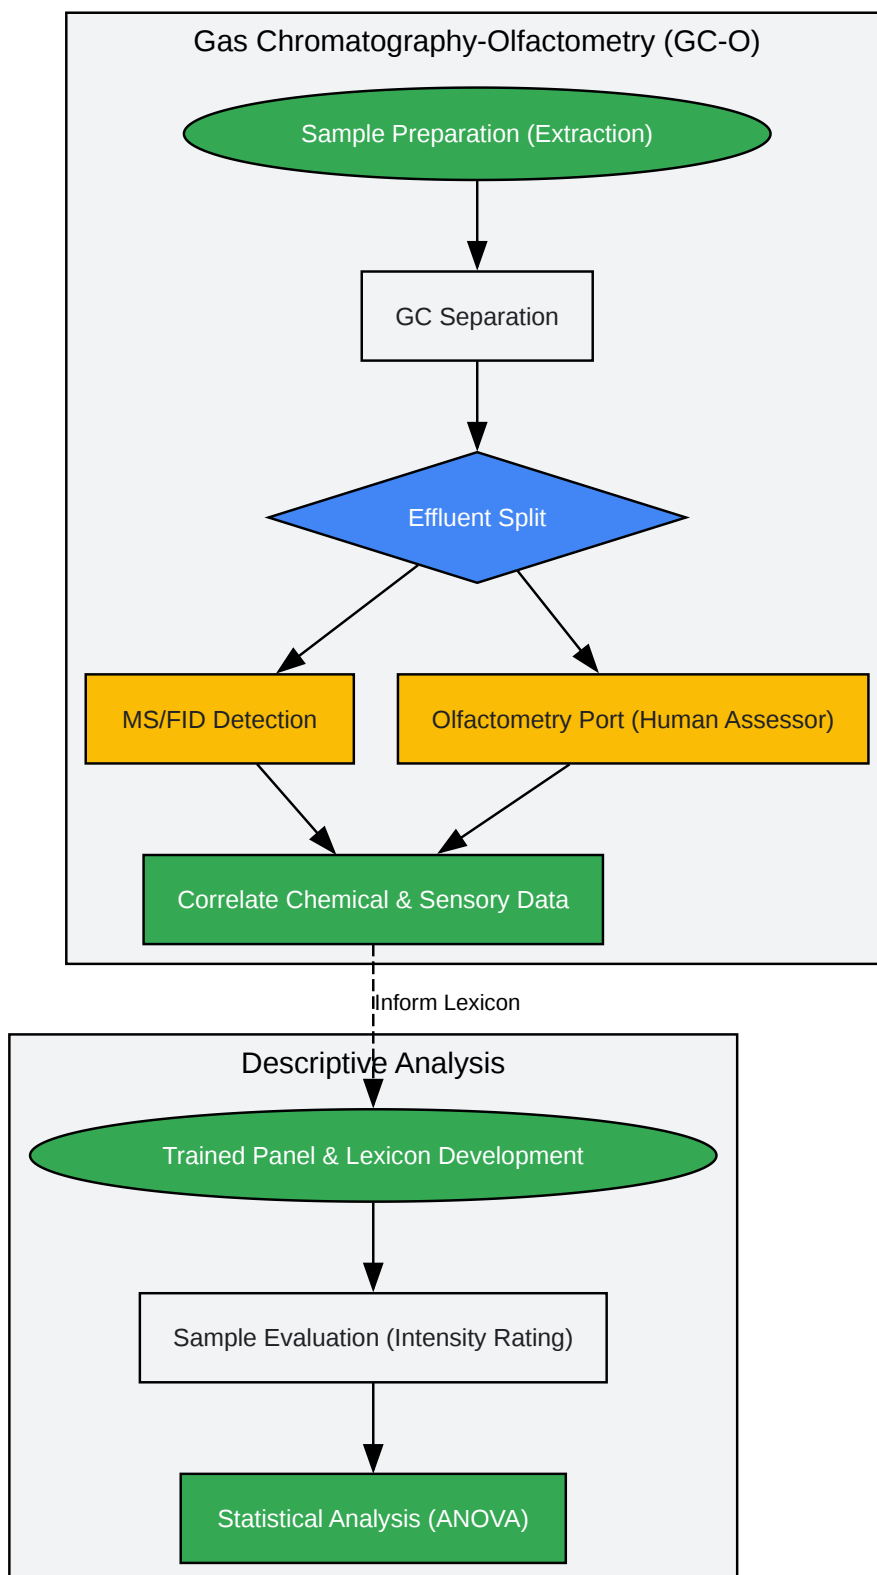 Gas Chromatography-Olfactometry (GC-O)
Sample Preparation (Extraction)
GC Separation
Effluent Split
MS/FID Detection
Olfactometry Port (Human Assessor)
Correlate Chemical & Sensory Data
Inform Lexicon
Descriptive Analysis
Trained Panel & Lexicon Development
Sample Evaluation (Intensity Rating)
Statistical Analysis (ANOVA)